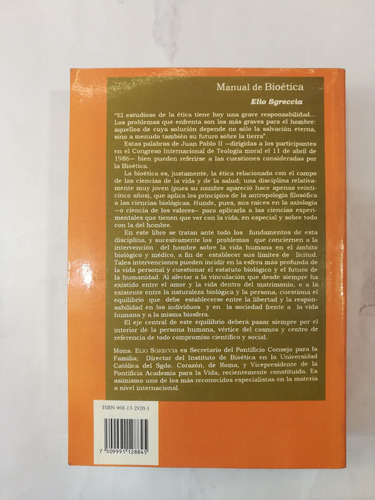 Manual de Bioética
Elio Sgreccia
"El estudioso de la ética tiene hoy una grave responsabilidad...
Los problemas que enfrenta son los más graves para el hombre:
aquellos de cuya solución depende no sólo la salvación eterna,
sino a menudo también su futuro sobre la tierra"
Estas palabras de Juan Pablo II —dirigidas a los participantes
en el Congreso Internacional de Teología moral el 11 de abril de
1986— bien pueden referirse a las cuestiones consideradas por
la Bioética.
La bioética es, justamente, la ética relacionada con el campo
de las ciencias de la vida y de la salud; una disciplina relativa-
mente muy joven (pues su nombre apareció hace apenas veinti-
cinco años), que aplica los principios de la antropología filosófica
a las ciencias biológicas. Hunde, pues, sus raíces en la axiología
—o ciencia de los valores— para aplicarla a las ciencias experi-
mentales que tienen que ver con la vida, en especial y sobre todo
con la del hombre.
En este libro se tratan ante todo los fundamentos de esta
disciplina, y sucesivamente los problemas que conciernen a la
intervención del hombre sobre la vida humana en el ámbito
biológico y médico, a fin de establecer sus límites de licitud.
Tales intervenciones pueden incidir en la esfera más profunda de
la vida personal y cuestionar el estatuto biológico y el futuro de
la humanidad. Al afectar a la vinculación que desde siempre ha
existido entre el amor y la vida dentro del matrimonio, o a la
existente entre la naturaleza biológica y la persona, cuestiona el
equilibrio que debe establecerse entre la libertad y la respon-
sabilidad en los individuos y en la sociedad frente a la vida
humana y a la misma biosfera.
El eje central de este equilibrio deberá pasar siempre por el
interior de la persona humana, vértice del cosmos y centro de
referencia de todo compromiso científico y social.
Mons. ELIO SGRECCIA es Secretario del Pontificio Consejo para la
Familia; Director del Instituto de Bioética en la Universidad
Católica del Sgdo. Corazón, de Roma, y Vicepresidente de la
Pontificia Academia para la Vida, recientemente constituida. Es
asimismo uno de los más reconocidos especialistas en la materia
a nivel internacional.
ISBN 968-13-2920-1
7 509991 128845